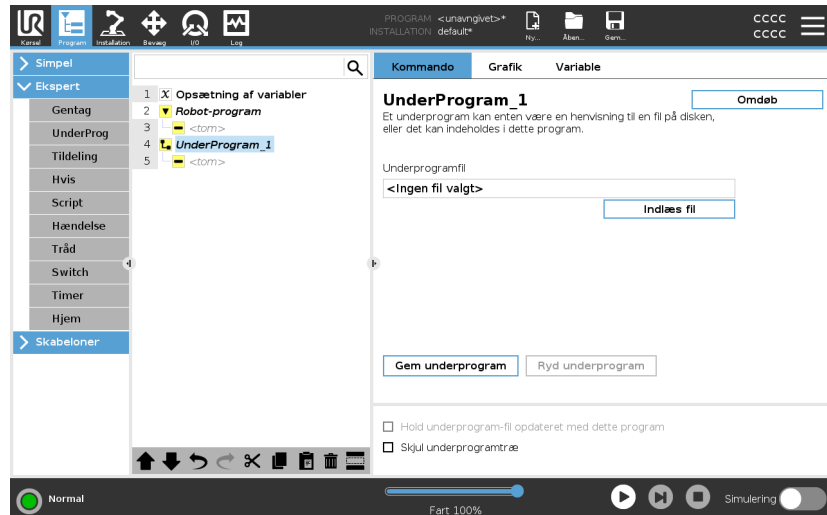 UR
PROGRAM <unavngivet>*
INSTALLATION default*
Kørsel Program Installation Bevæg I/O Log
Ny... Åben... Gem...
cccc
cccc
Simpel
Ekspert
Gentag
UnderProg
Tildeling
Hvis
Script
Hændelse
Tråd
Switch
Timer
Hjem
Skabeloner
1 X Opsætning af variabler
2 Robot-program
3 <tom>
4 UnderProgram_1
5 <tom>
Kommando Grafik Variable
UnderProgram_1
Omdøb
Et underprogram kan enten være en henvisning til en fil på disken,
eller det kan indeholdes i dette program.
Underprogramfil
<Ingen fil valgt>
Indlæs fil
Gem underprogram Ryd underprogram
Hold underprogram-fil opdateret med dette program
Skjul underprogramtræ
Normal
Fart 100%
Simulering